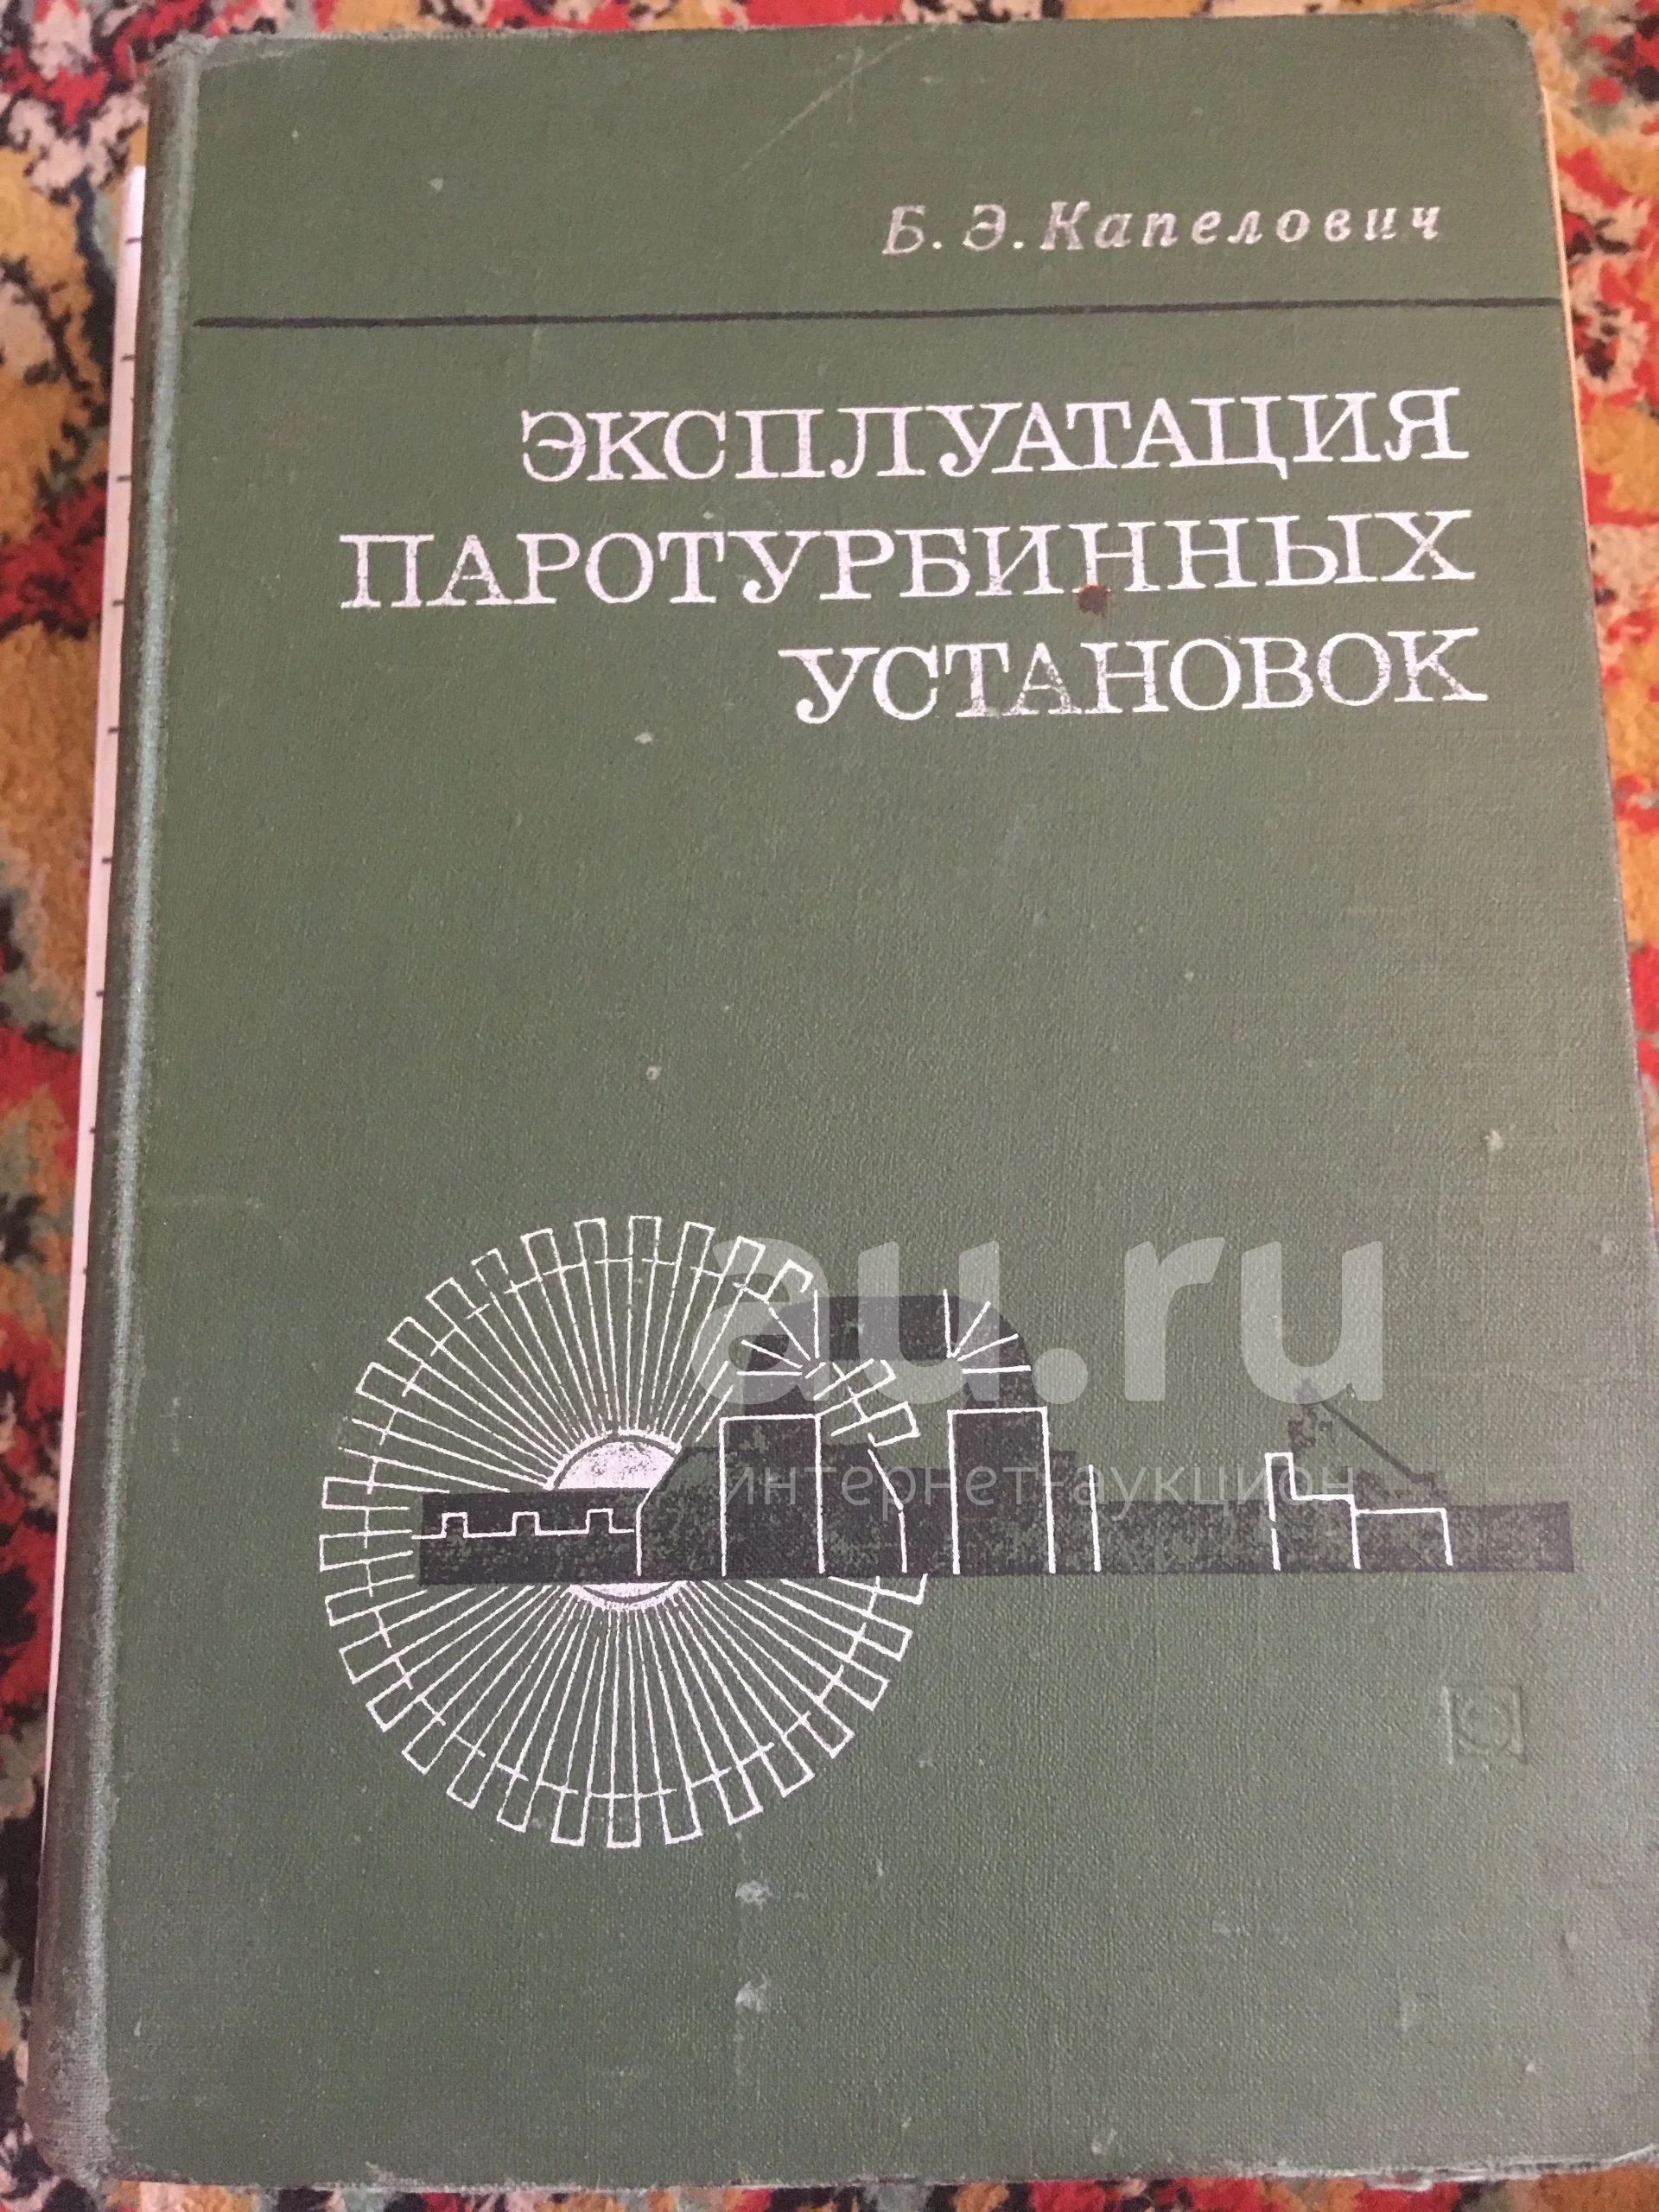 Б. Э. Капелович
ЭКСПЛУАТАЦИЯ
ПАРОТУРБИННЫХ
УСТАНОВОК
au.ru
интернет-аукцион